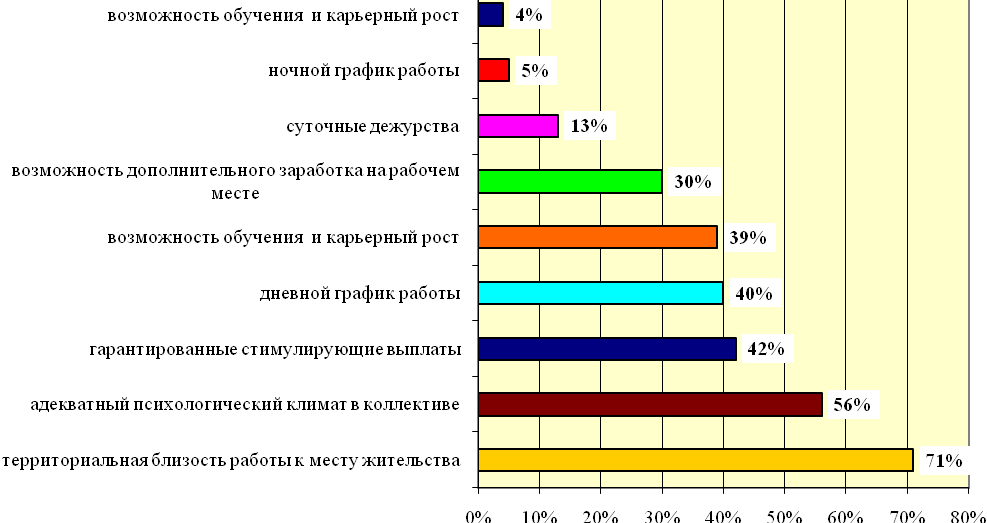 возможность обучения и карьерный рост
4%
ночной график работы
5%
суточные дежурства
13%
возможность дополнительного заработка на рабочем
месте
30%
возможность обучения и карьерный рост
39%
дневной график работы
40%
гарантированные стимулирующие выплаты
42%
адекватный психологический климат в коллективе
56%
территориальная близость работы к месту жительства
71%
0% 10% 20% 30% 40% 50% 60% 70% 80%